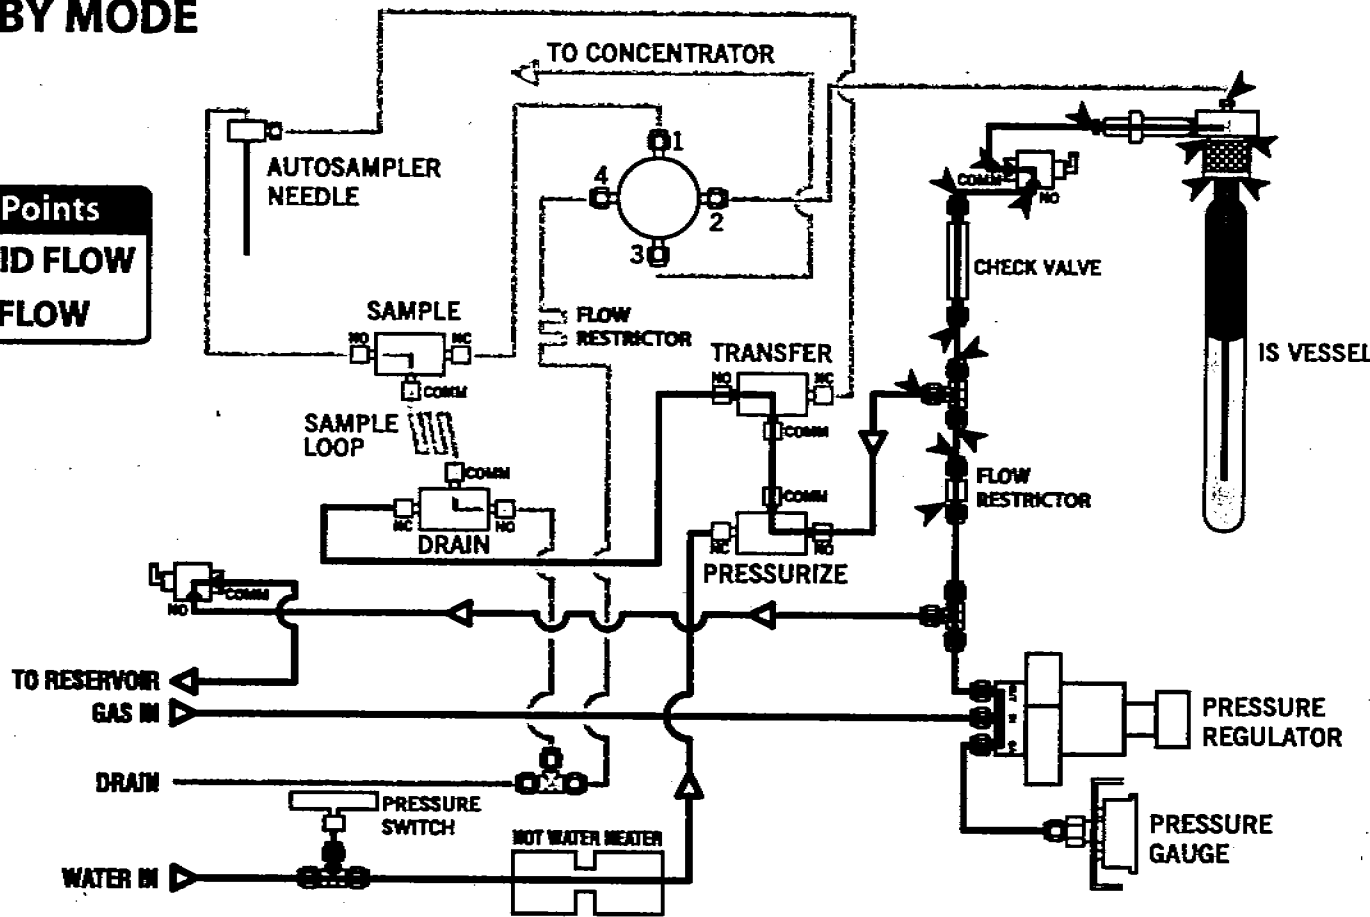 BY MODE
TO CONCENTRATOR
1
4
2
3
AUTOSAMPLER
NEEDLE
Points
ID FLOW
FLOW
COMM
NO
CHECK VALVE
SAMPLE
NO
NC
COMM
FLOW
RESTRICTOR
TRANSFER
NO
NC
COMM
IS VESSEL
SAMPLE
LOOP
COMM
NC
NO
DRAIN
COMM
NC
NO
PRESSURIZE
FLOW
RESTRICTOR
COMM
NO
TO RESERVOIR
GAS IN
PRESSURE
REGULATOR
DRAIN
PRESSURE
SWITCH
HOT WATER HEATER
PRESSURE
GAUGE
WATER IN